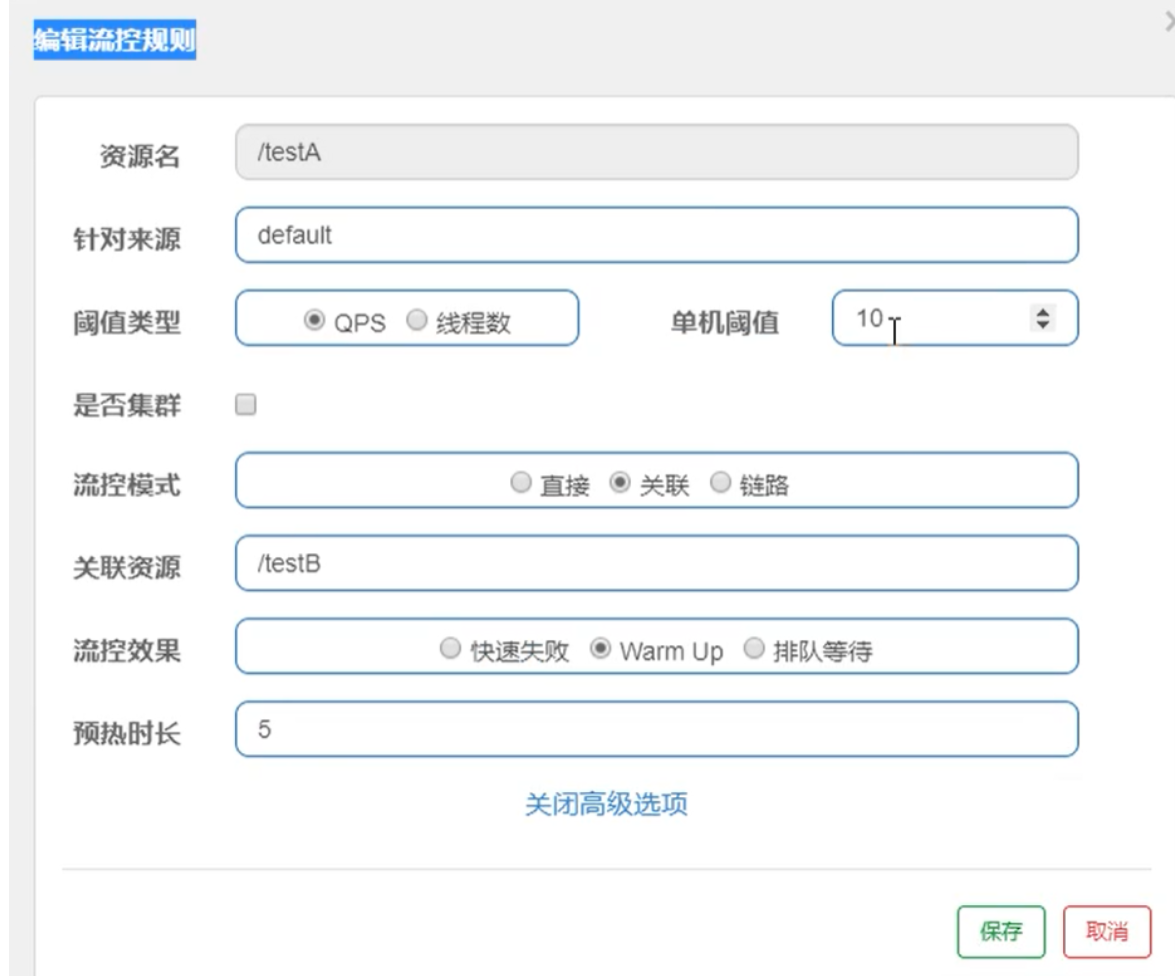 编辑流控规则
资源名 /testA
针对来源 default
阈值类型 QPS 线程数 单机阈值 10
是否集群
流控模式 直接 关联 链路
关联资源 /testB
流控效果 快速失败 Warm Up 排队等待
预热时长 5
关闭高级选项
保存 取消